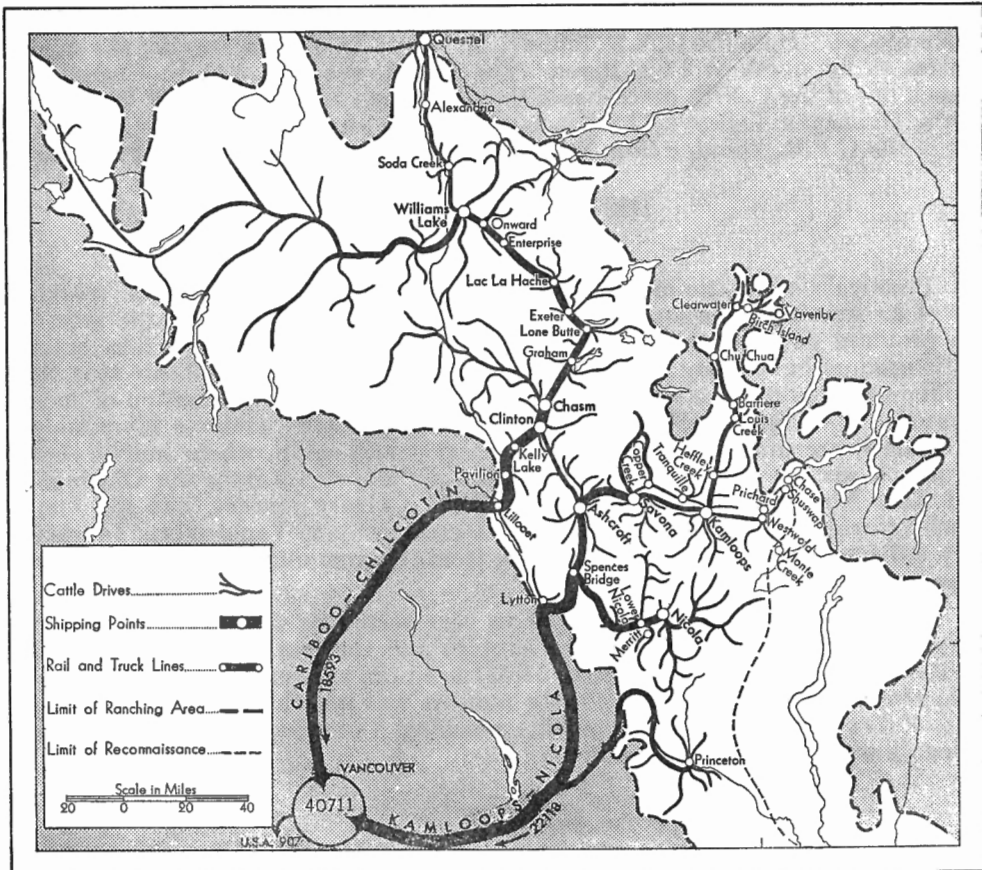 Quesnel
Alexandria
Soda Creek
Williams
Lake
Onward
Enterprise
Lac La Hache
Exeter
Lone Butte
Graham
Chasm
Clinton
Kelly
Lake
Pavilion
Lillooet
Clearwater
Birch Island
Vavenby
Chu Chua
Barriere
Louis
Creek
Heffley
Creek
Tranquille
Copper
Creek
Savona
Ashcroft
Kamloops
Prichard
Chase
Shuswap
Westwold
Monte
Creek
Spences
Bridge
Lytton
Lower
Nicola
Merritt
Nicola
Princeton
CARIBOO-CHILCOTIN
18593
KAMLOOPS-NICOLA
22118
VANCOUVER
40711
U.S.A. 907
Cattle Drives
Shipping Points
Rail and Truck Lines
Limit of Ranching Area
Limit of Reconnaissance
Scale in Miles
20 0 20 40